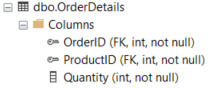 dbo.OrderDetails
Columns
OrderID (FK, int, not null)
ProductID (FK, int, not null)
Quantity (int, not null)